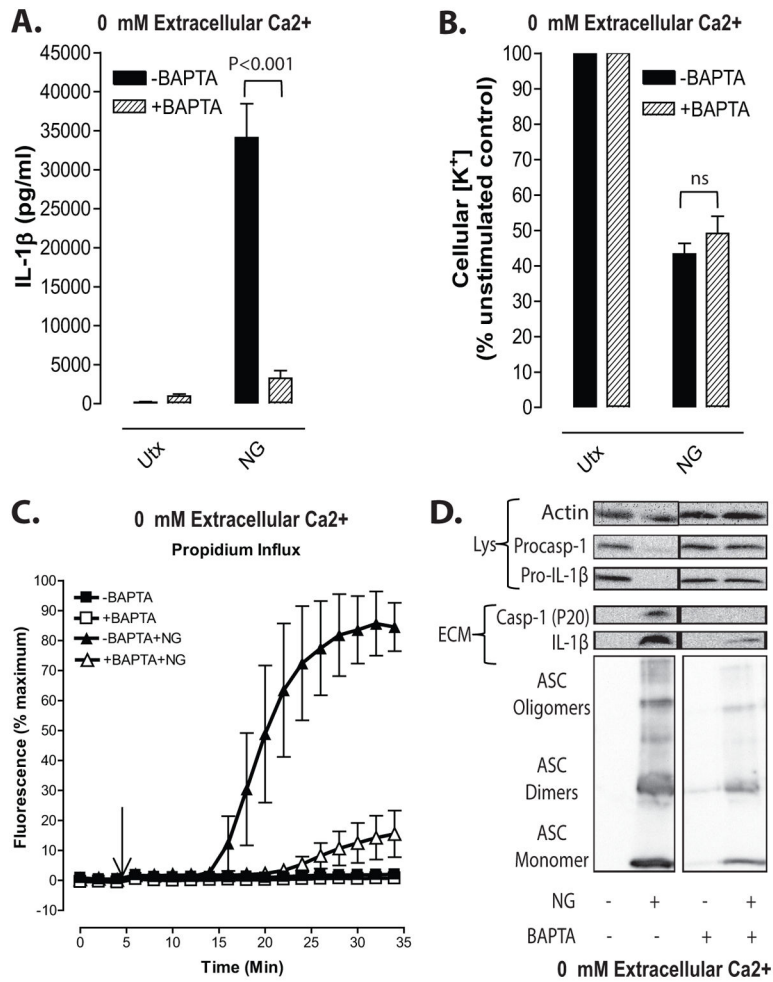 A.
0 mM Extracellular Ca2+
IL-1β (pg/ml)
45000
40000
35000
30000
25000
20000
15000
10000
5000
0
-BAPTA
+BAPTA
P<0.001
Utx
NG
B.
0 mM Extracellular Ca2+
Cellular [K+]
(% unstimulated control)
100
90
80
70
60
50
40
30
20
10
0
-BAPTA
+BAPTA
ns
Utx
NG
C.
0 mM Extracellular Ca2+
Propidium Influx
Fluorescence (% maximum)
100
90
80
70
60
50
40
30
20
10
0
-10
-BAPTA
+BAPTA
-BAPTA+NG
+BAPTA+NG
0 5 10 15 20 25 30 35
Time (Min)
D.
Lys
Actin
Procasp-1
Pro-IL-1β
ECM
Casp-1 (P20)
IL-1β
ASC
Oligomers
ASC
Dimers
ASC
Monomer
NG - + - +
BAPTA - - + +
0 mM Extracellular Ca2+